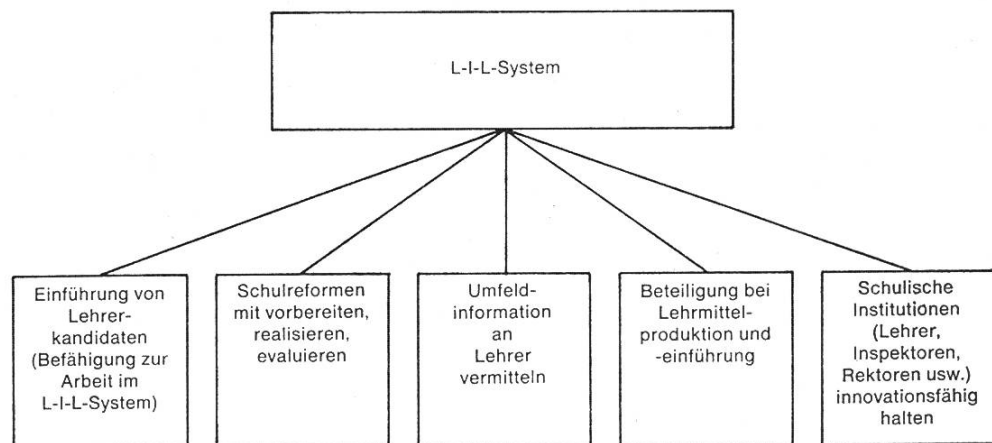 L-I-L-System
Einführung von
Lehrer-
kandidaten
(Befähigung zur
Arbeit im
L-I-L-System)
Schulreformen
mit vorbereiten,
realisieren,
evaluieren
Umfeld-
information
an
Lehrer
vermitteln
Beteiligung bei
Lehrmittel-
produktion und
-einführung
Schulische
Institutionen
(Lehrer,
Inspektoren,
Rektoren usw.)
innovationsfähig
halten